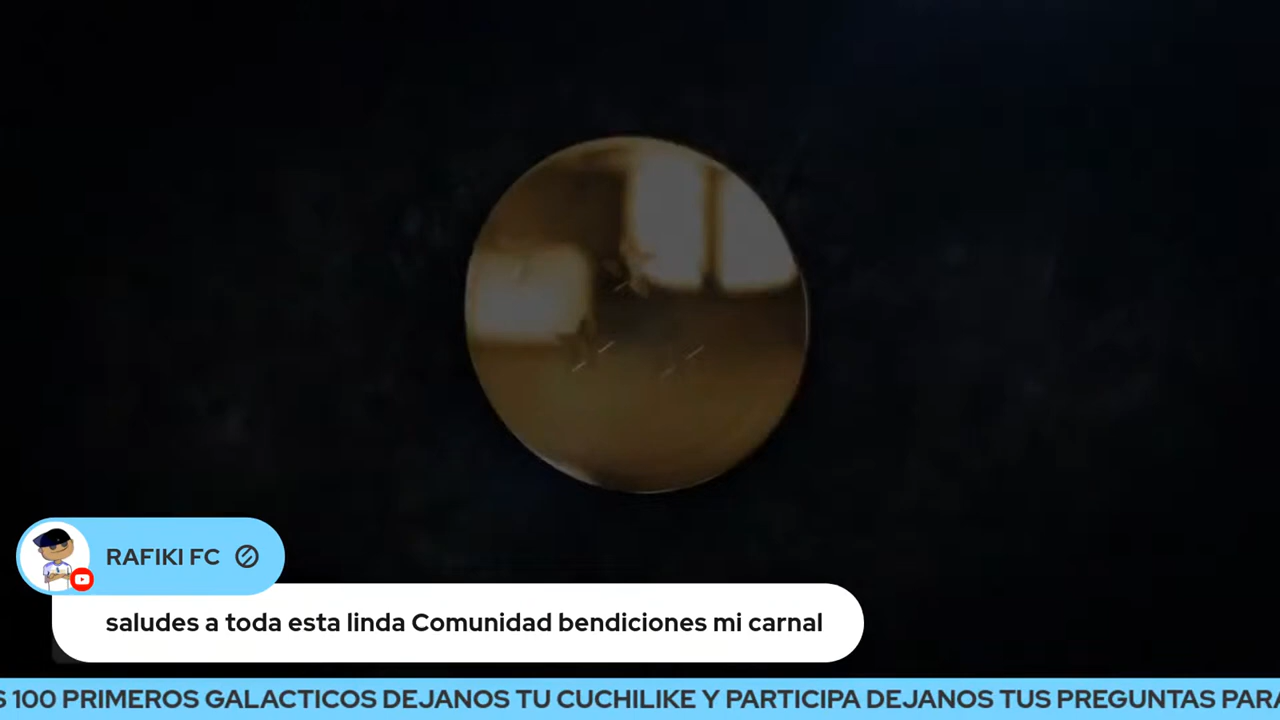 RAFIKI FC
saludes a toda esta linda Comunidad bendiciones mi carnal
100 PRIMEROS GALACTICOS DEJANOS TU CUCHILIKE Y PARTICIPA DEJANOS TUS PREGUNTAS